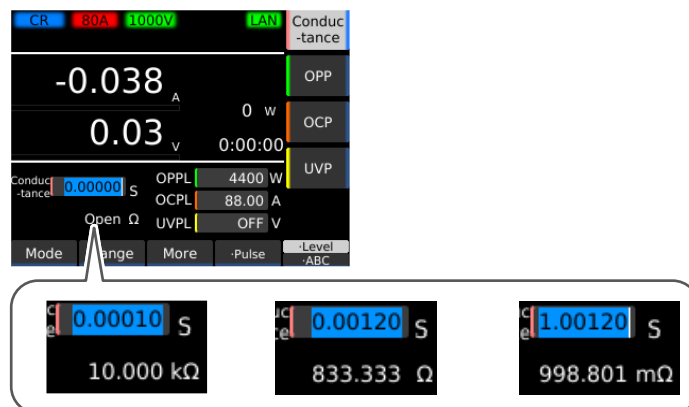 CR 80A 1000V LAN
Conduc
-tance
-0.038 A
OPP
0 W
0.03 V
OCP
0:00:00
UVP
Conduc
-tance 0.00000 S
OPPL 4400 W
OCPL 88.00 A
Open Ω
UVPL OFF V
Mode
More
·Pulse
·Level
·ABC
0.00010 S
10.000 kΩ
0.00120 S
833.333 Ω
1.00120 S
998.801 mΩ